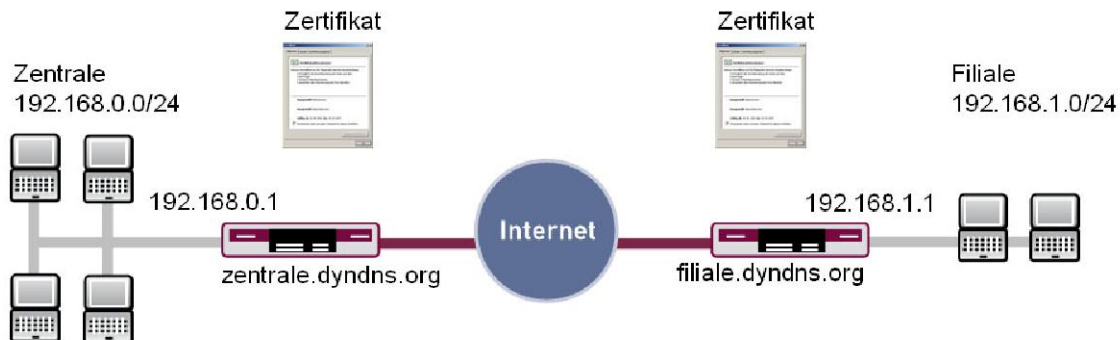 Zertifikat
Zertifikat
Zentrale
192.168.0.0/24
Filiale
192.168.1.0/24
192.168.0.1
192.168.1.1
Internet
zentrale.dyndns.org
filiale.dyndns.org